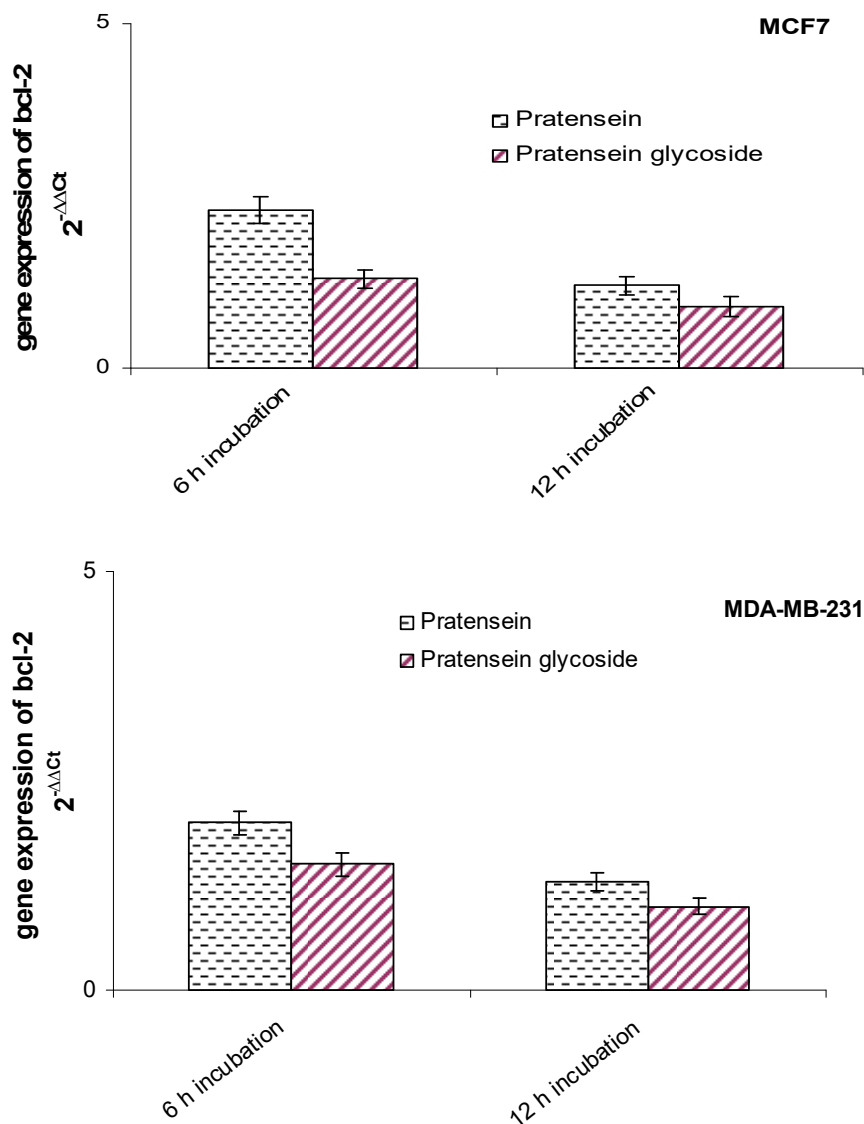 5
MCF7
gene expression of bcl-2
2-ΔΔCt
Pratensein
Pratensein glycoside
0
6 h incubation
12 h incubation
5
MDA-MB-231
gene expression of bcl-2
2-ΔΔCt
Pratensein
Pratensein glycoside
0
6 h incubation
12 h incubation